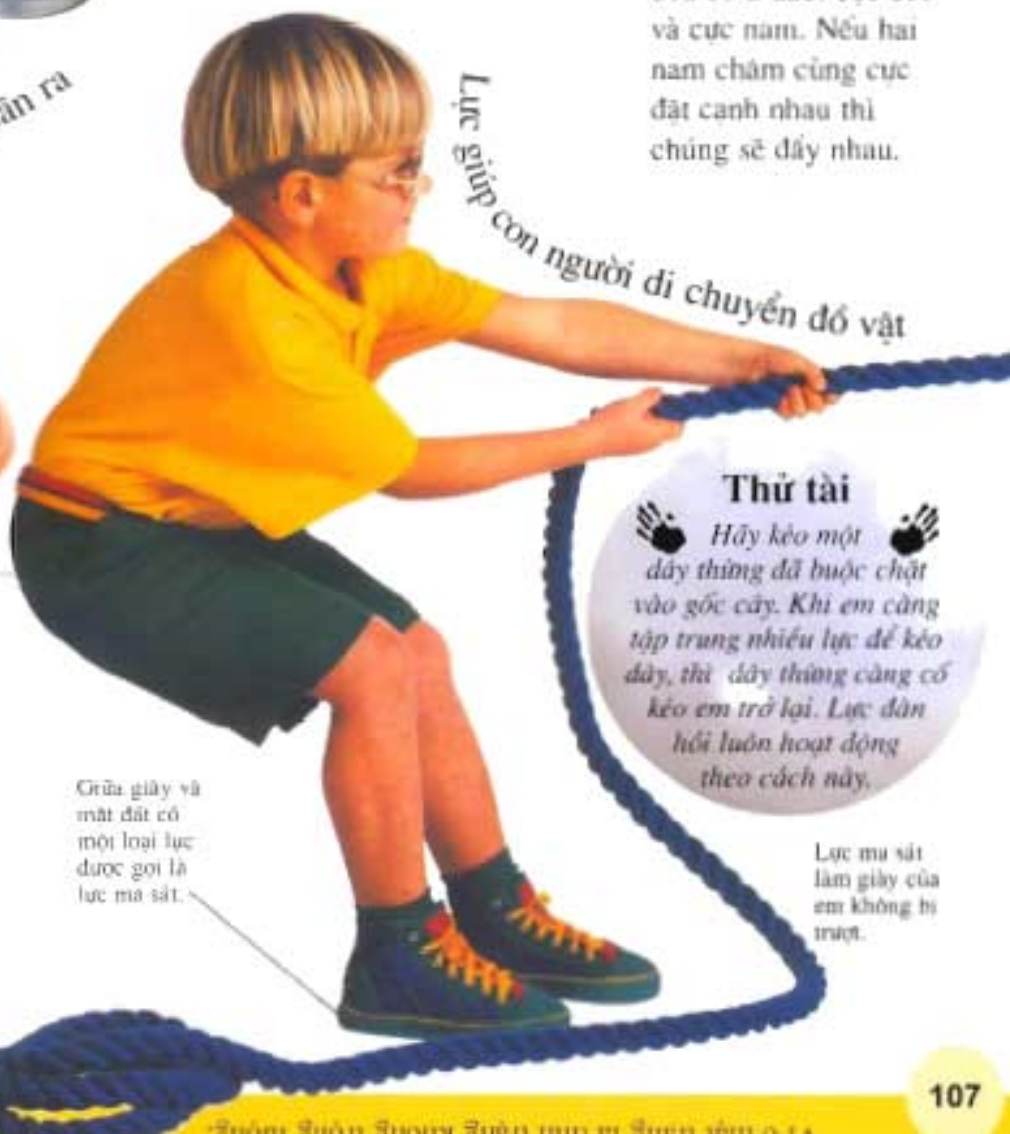 ân ra
và cực nam. Nếu hai
nam châm cùng cực
đặt cạnh nhau thì
chúng sẽ đẩy nhau.
Lực giúp con người di chuyển đồ vật
Thử tài
Hãy kéo một
dây thừng đã buộc chặt
vào gốc cây. Khi em càng
tập trung nhiều lực để kéo
dây, thì dây thừng càng cố
kéo em trở lại. Lực đàn
hồi luôn hoạt động
theo cách này.
Giữa giày và
mặt đất có
một loại lực
được gọi là
lực ma sát.
Lực ma sát
làm giày của
em không bị
trượt.
107